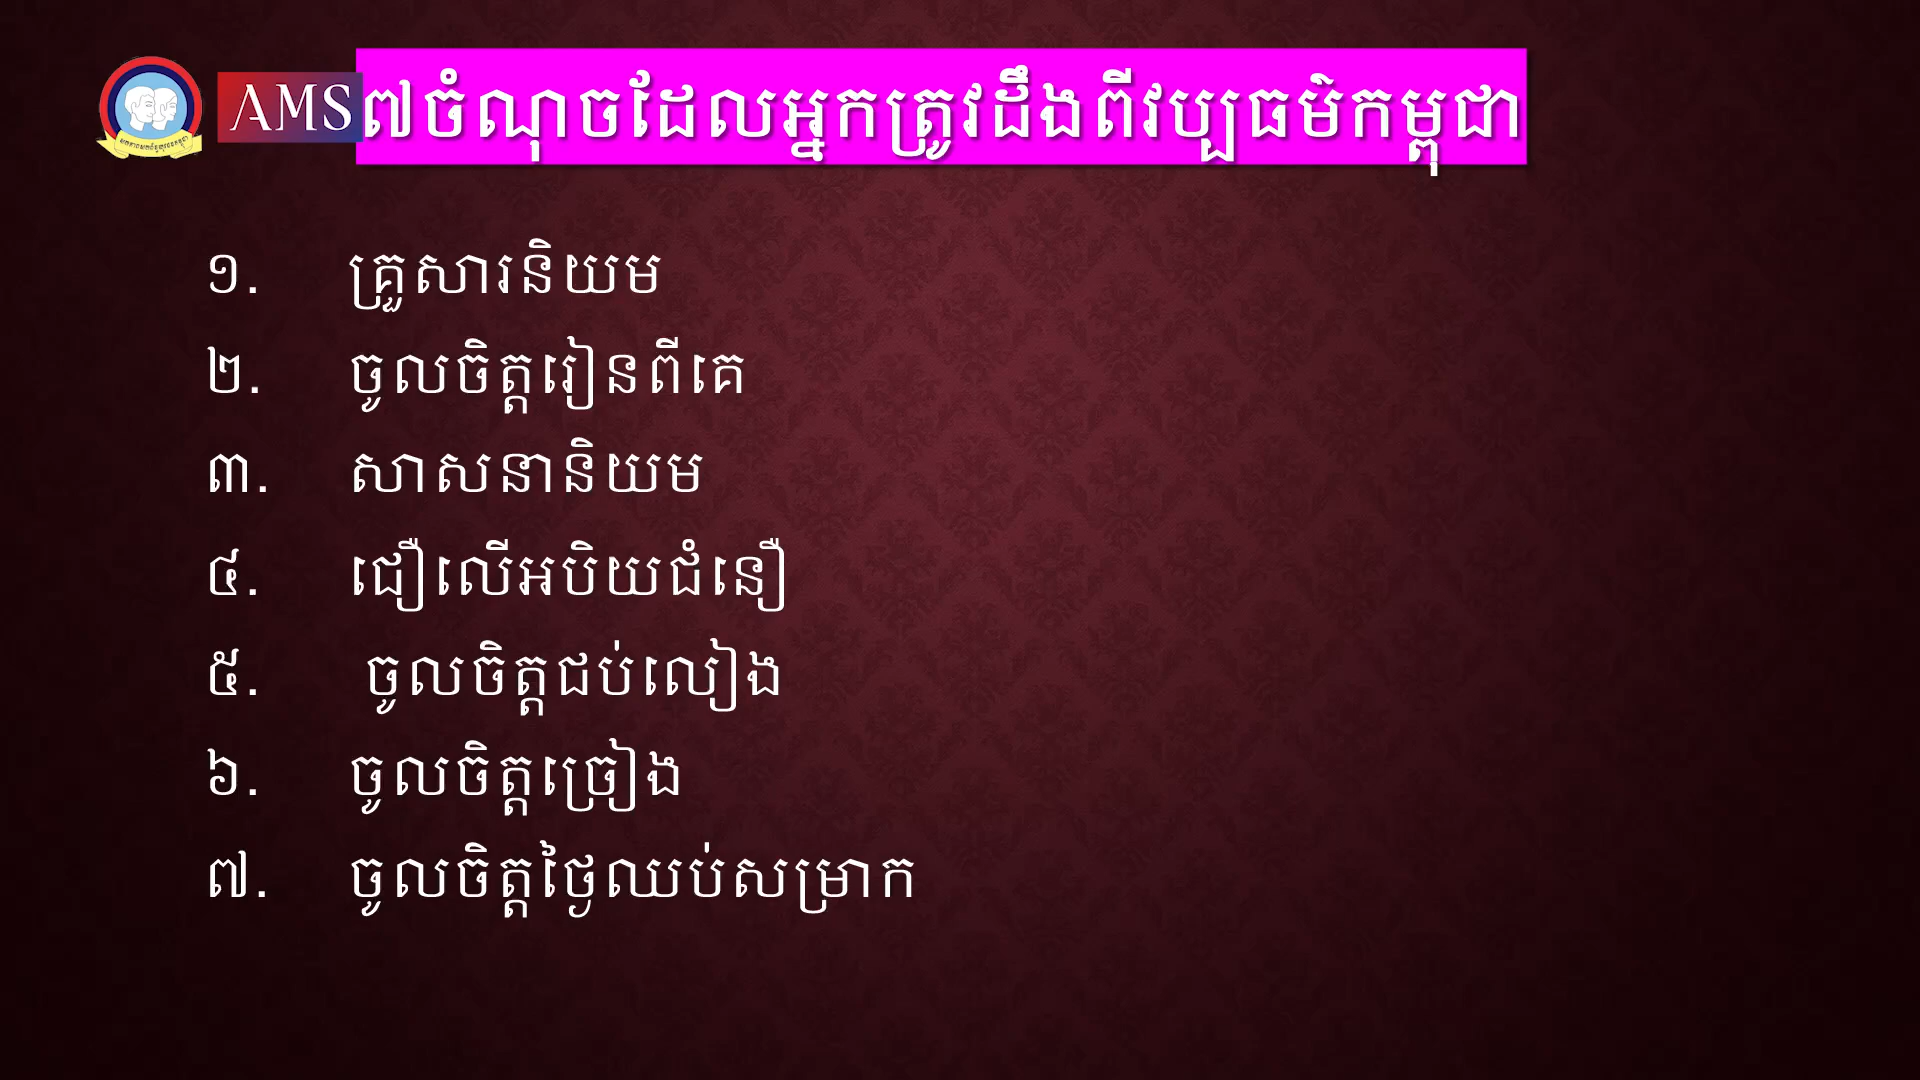 AMS
៧ចំណុចដែលអ្នកត្រូវដឹងពីវប្បធម៌កម្ពុជា
១. គ្រួសារនិយម
២. ចូលចិត្តរៀនពីគេ
៣. សាសនានិយម
៤. ជឿលើអបិយជំនឿ
៥. ចូលចិត្តជប់លៀង
៦. ចូលចិត្តច្រៀង
៧. ចូលចិត្តថ្ងៃឈប់សម្រាក